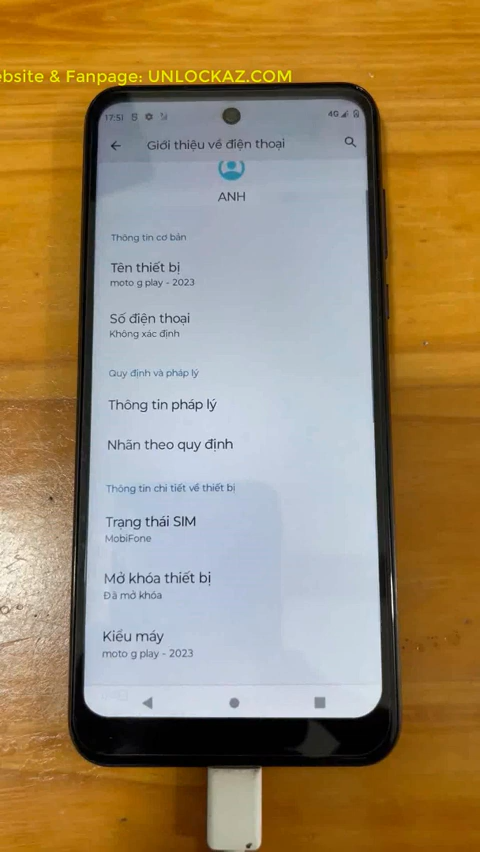 ebsite & Fanpage: UNLOCKAZ.COM
17:51
4G
Giới thiệu về điện thoại
ANH
Thông tin cơ bản
Tên thiết bị
moto g play - 2023
Số điện thoại
Không xác định
Quy định và pháp lý
Thông tin pháp lý
Nhãn theo quy định
Thông tin chi tiết về thiết bị
Trạng thái SIM
MobiFone
Mở khóa thiết bị
Đã mở khóa
Kiểu máy
moto g play - 2023